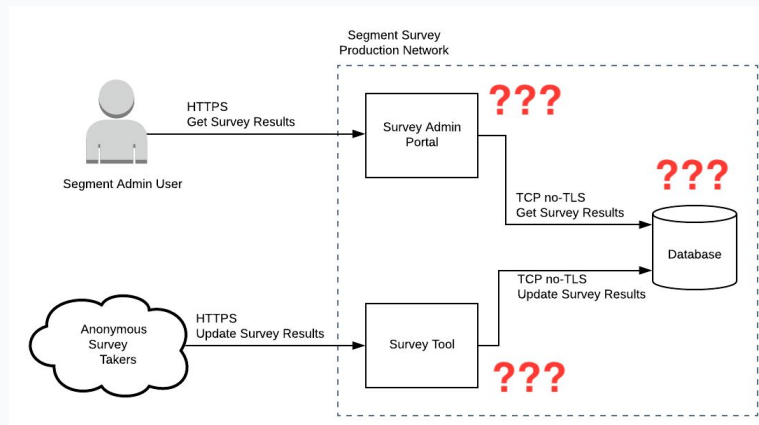 Segment Survey
Production Network
HTTPS
Get Survey Results
Segment Admin User
Survey Admin
Portal
???
TCP no-TLS
Get Survey Results
???
Database
TCP no-TLS
Update Survey Results
Anonymous
Survey
Takers
HTTPS
Update Survey Results
Survey Tool
???